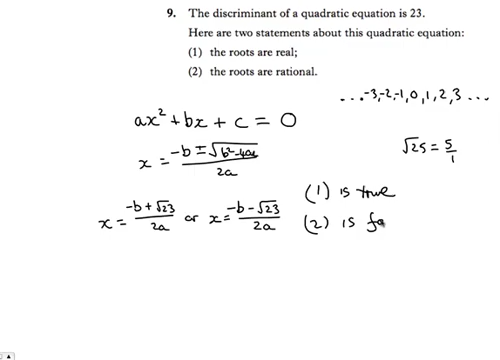 9. The discriminant of a quadratic equation is 23.
Here are two statements about this quadratic equation:
(1) the roots are real;
(2) the roots are rational.
...-3,-2,-1,0,1,2,3...
ax² + bx + c = 0
√25 = 5/1
x = (-b ± √(b²-4ac))/2a
(1) is true
x = (-b + √23)/2a or x = (-b - √23)/2a
(2) is fa